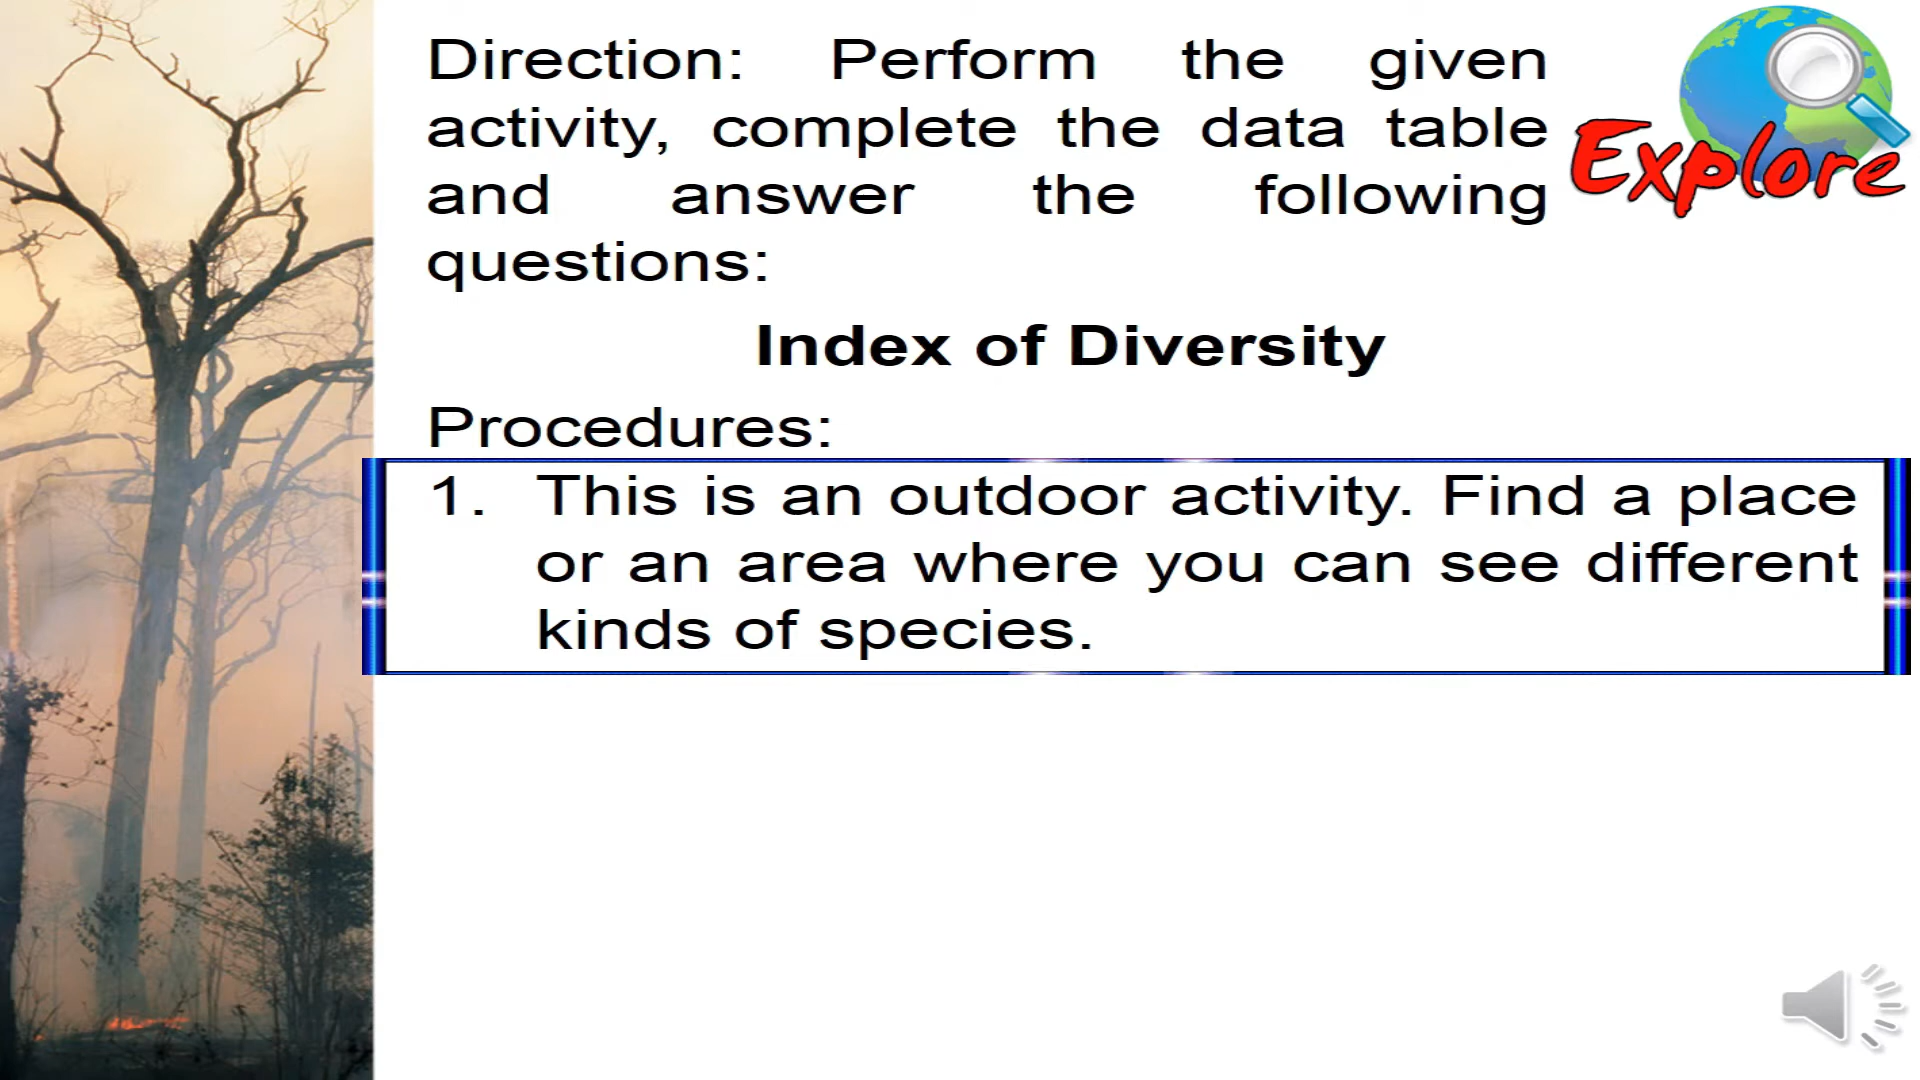 Direction: Perform the given
activity, complete the data table
and answer the following
questions:
Explore
Index of Diversity
Procedures:
1. This is an outdoor activity. Find a place
or an area where you can see different
kinds of species.